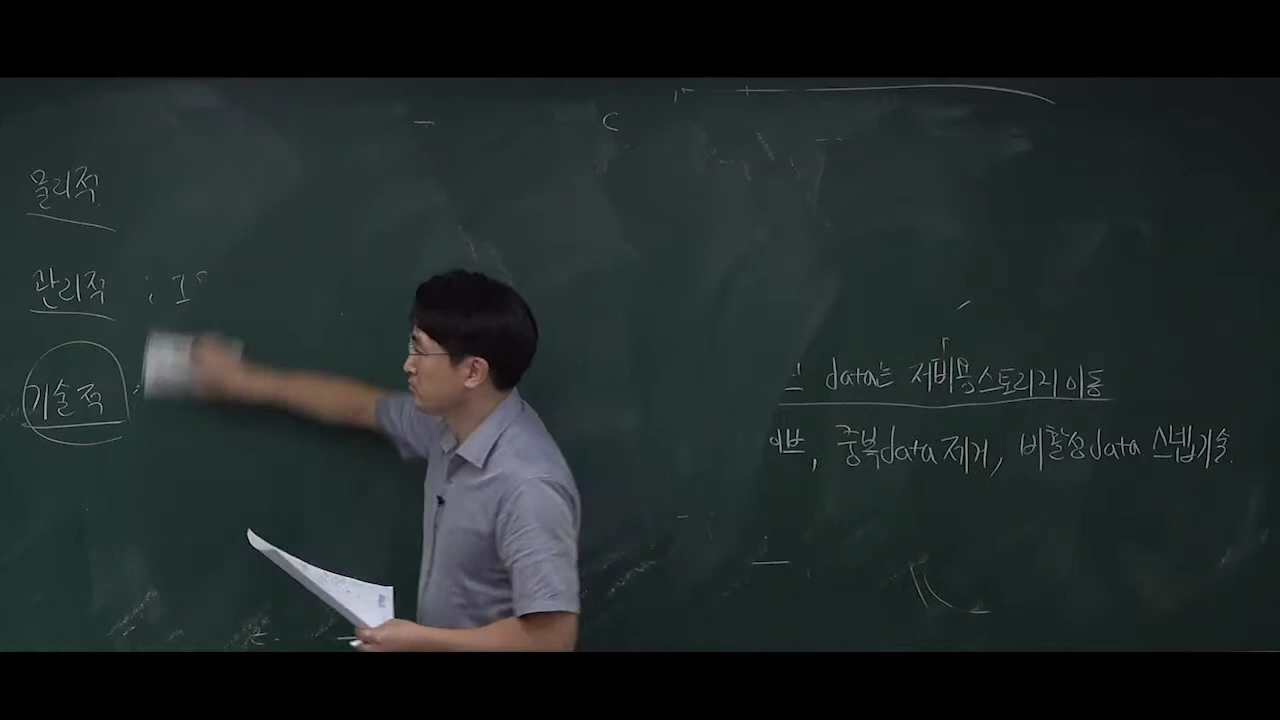 물리적
관리적 :
기술적
data는 저비용스토리지 이동
이브, 중복data 제거, 비활성data 스냅기술.